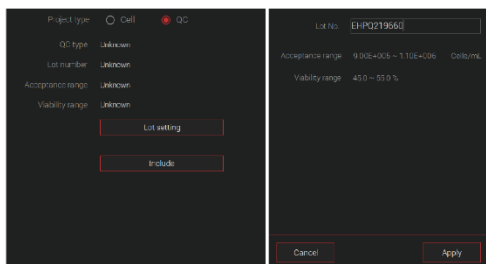 Project type Cell QC
QC type Unknown
Lot number Unknown
Acceptance range Unknown
Viability range Unknown
Lot setting
Include
Lot No. EHPQ219660
Acceptance range 9.00E+005 ~ 1.10E+006 Cells/mL
Viability range 45.0 ~ 55.0 %
Cancel Apply